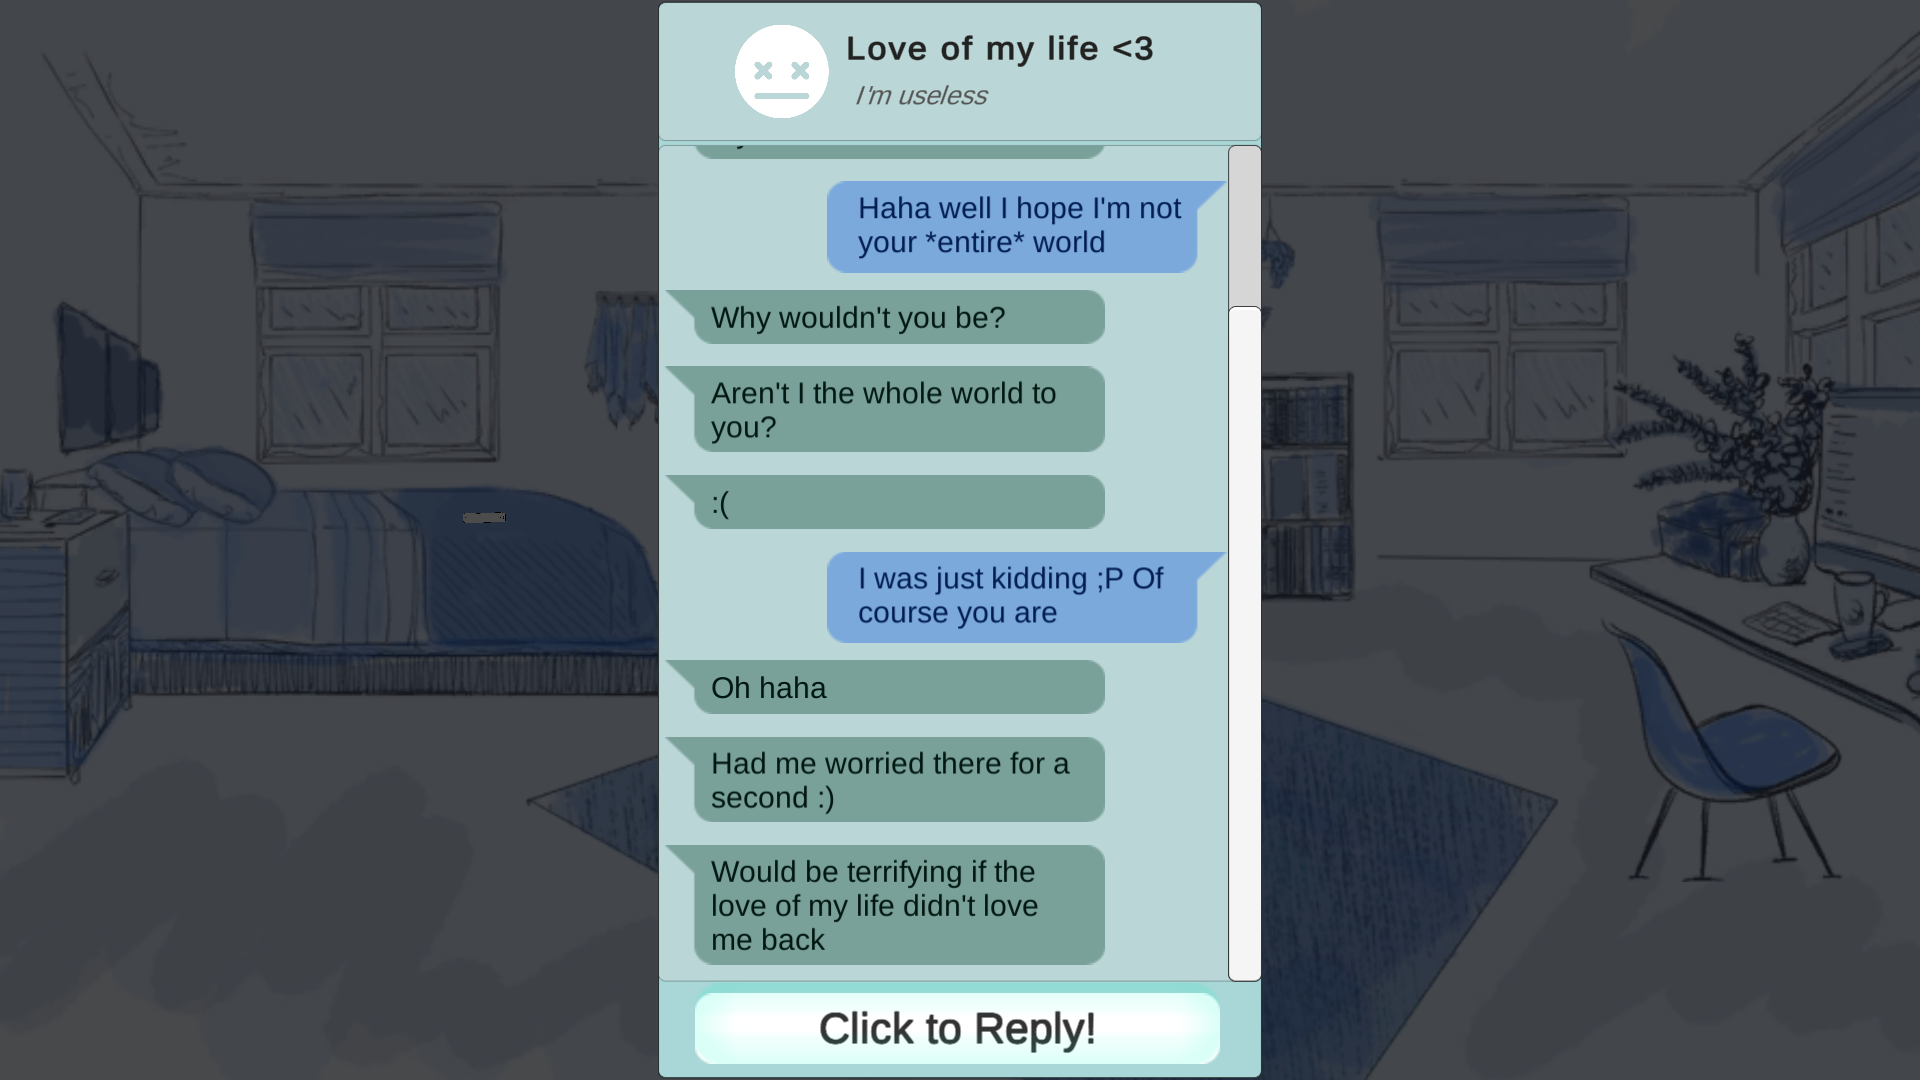 Love of my life <3
I'm useless
Haha well I hope I'm not
your *entire* world
Why wouldn't you be?
Aren't I the whole world to
you?
:(
I was just kidding ;P Of
course you are
Oh haha
Had me worried there for a
second :)
Would be terrifying if the
love of my life didn't love
me back
Click to Reply!